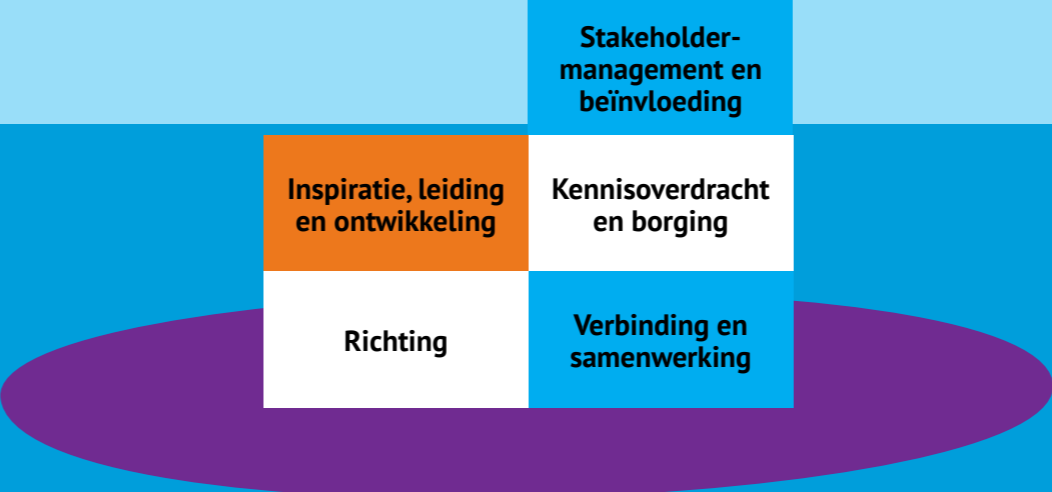 Stakeholder-
management en
beïnvloeding
Inspiratie, leiding
en ontwikkeling
Kennisoverdracht
en borging
Richting
Verbinding en
samenwerking